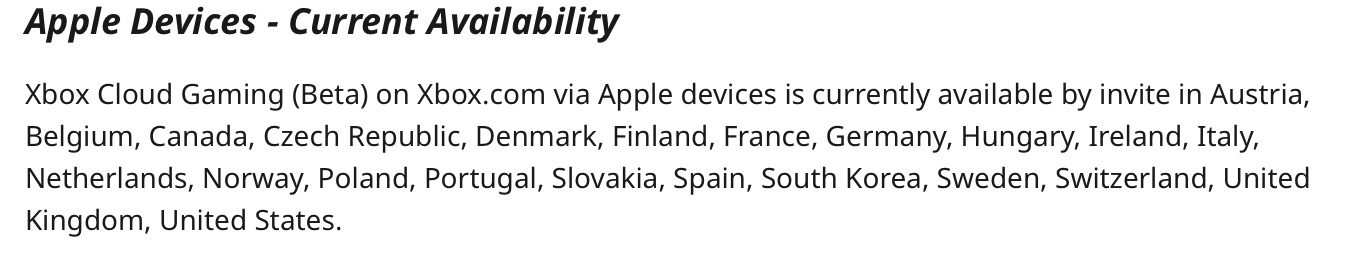 Apple Devices - Current Availability
Xbox Cloud Gaming (Beta) on Xbox.com via Apple devices is currently available by invite in Austria,
Belgium, Canada, Czech Republic, Denmark, Finland, France, Germany, Hungary, Ireland, Italy,
Netherlands, Norway, Poland, Portugal, Slovakia, Spain, South Korea, Sweden, Switzerland, United
Kingdom, United States.